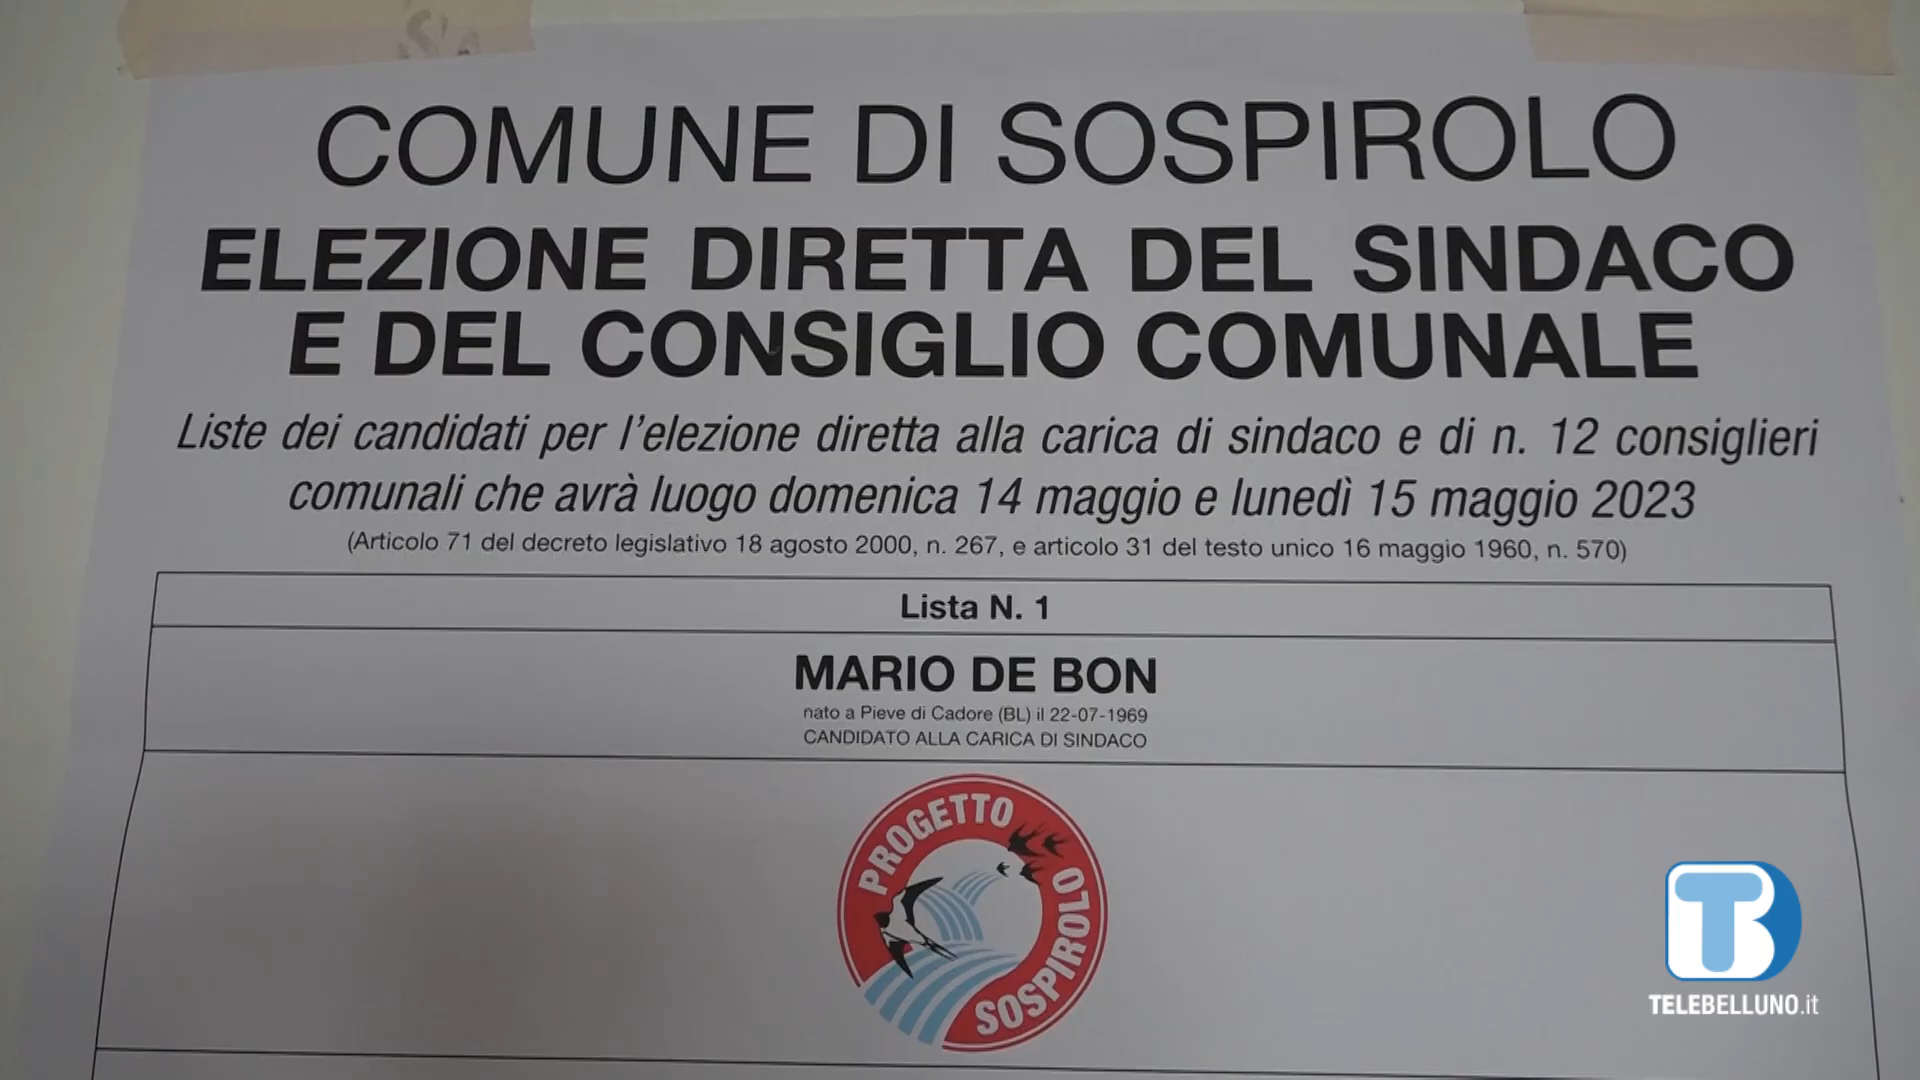 COMUNE DI SOSPIROLO
ELEZIONE DIRETTA DEL SINDACO
E DEL CONSIGLIO COMUNALE
Liste dei candidati per l'elezione diretta alla carica di sindaco e di n. 12 consiglieri
comunali che avrà luogo domenica 14 maggio e lunedì 15 maggio 2023
(Articolo 71 del decreto legislativo 18 agosto 2000, n. 267, e articolo 31 del testo unico 16 maggio 1960, n. 570)
Lista N. 1
MARIO DE BON
nato a Pieve di Cadore (BL) il 22-07-1969
CANDIDATO ALLA CARICA DI SINDACO
PROGETTO
SOSPIROLO
TB
TELEBELLUNO.it